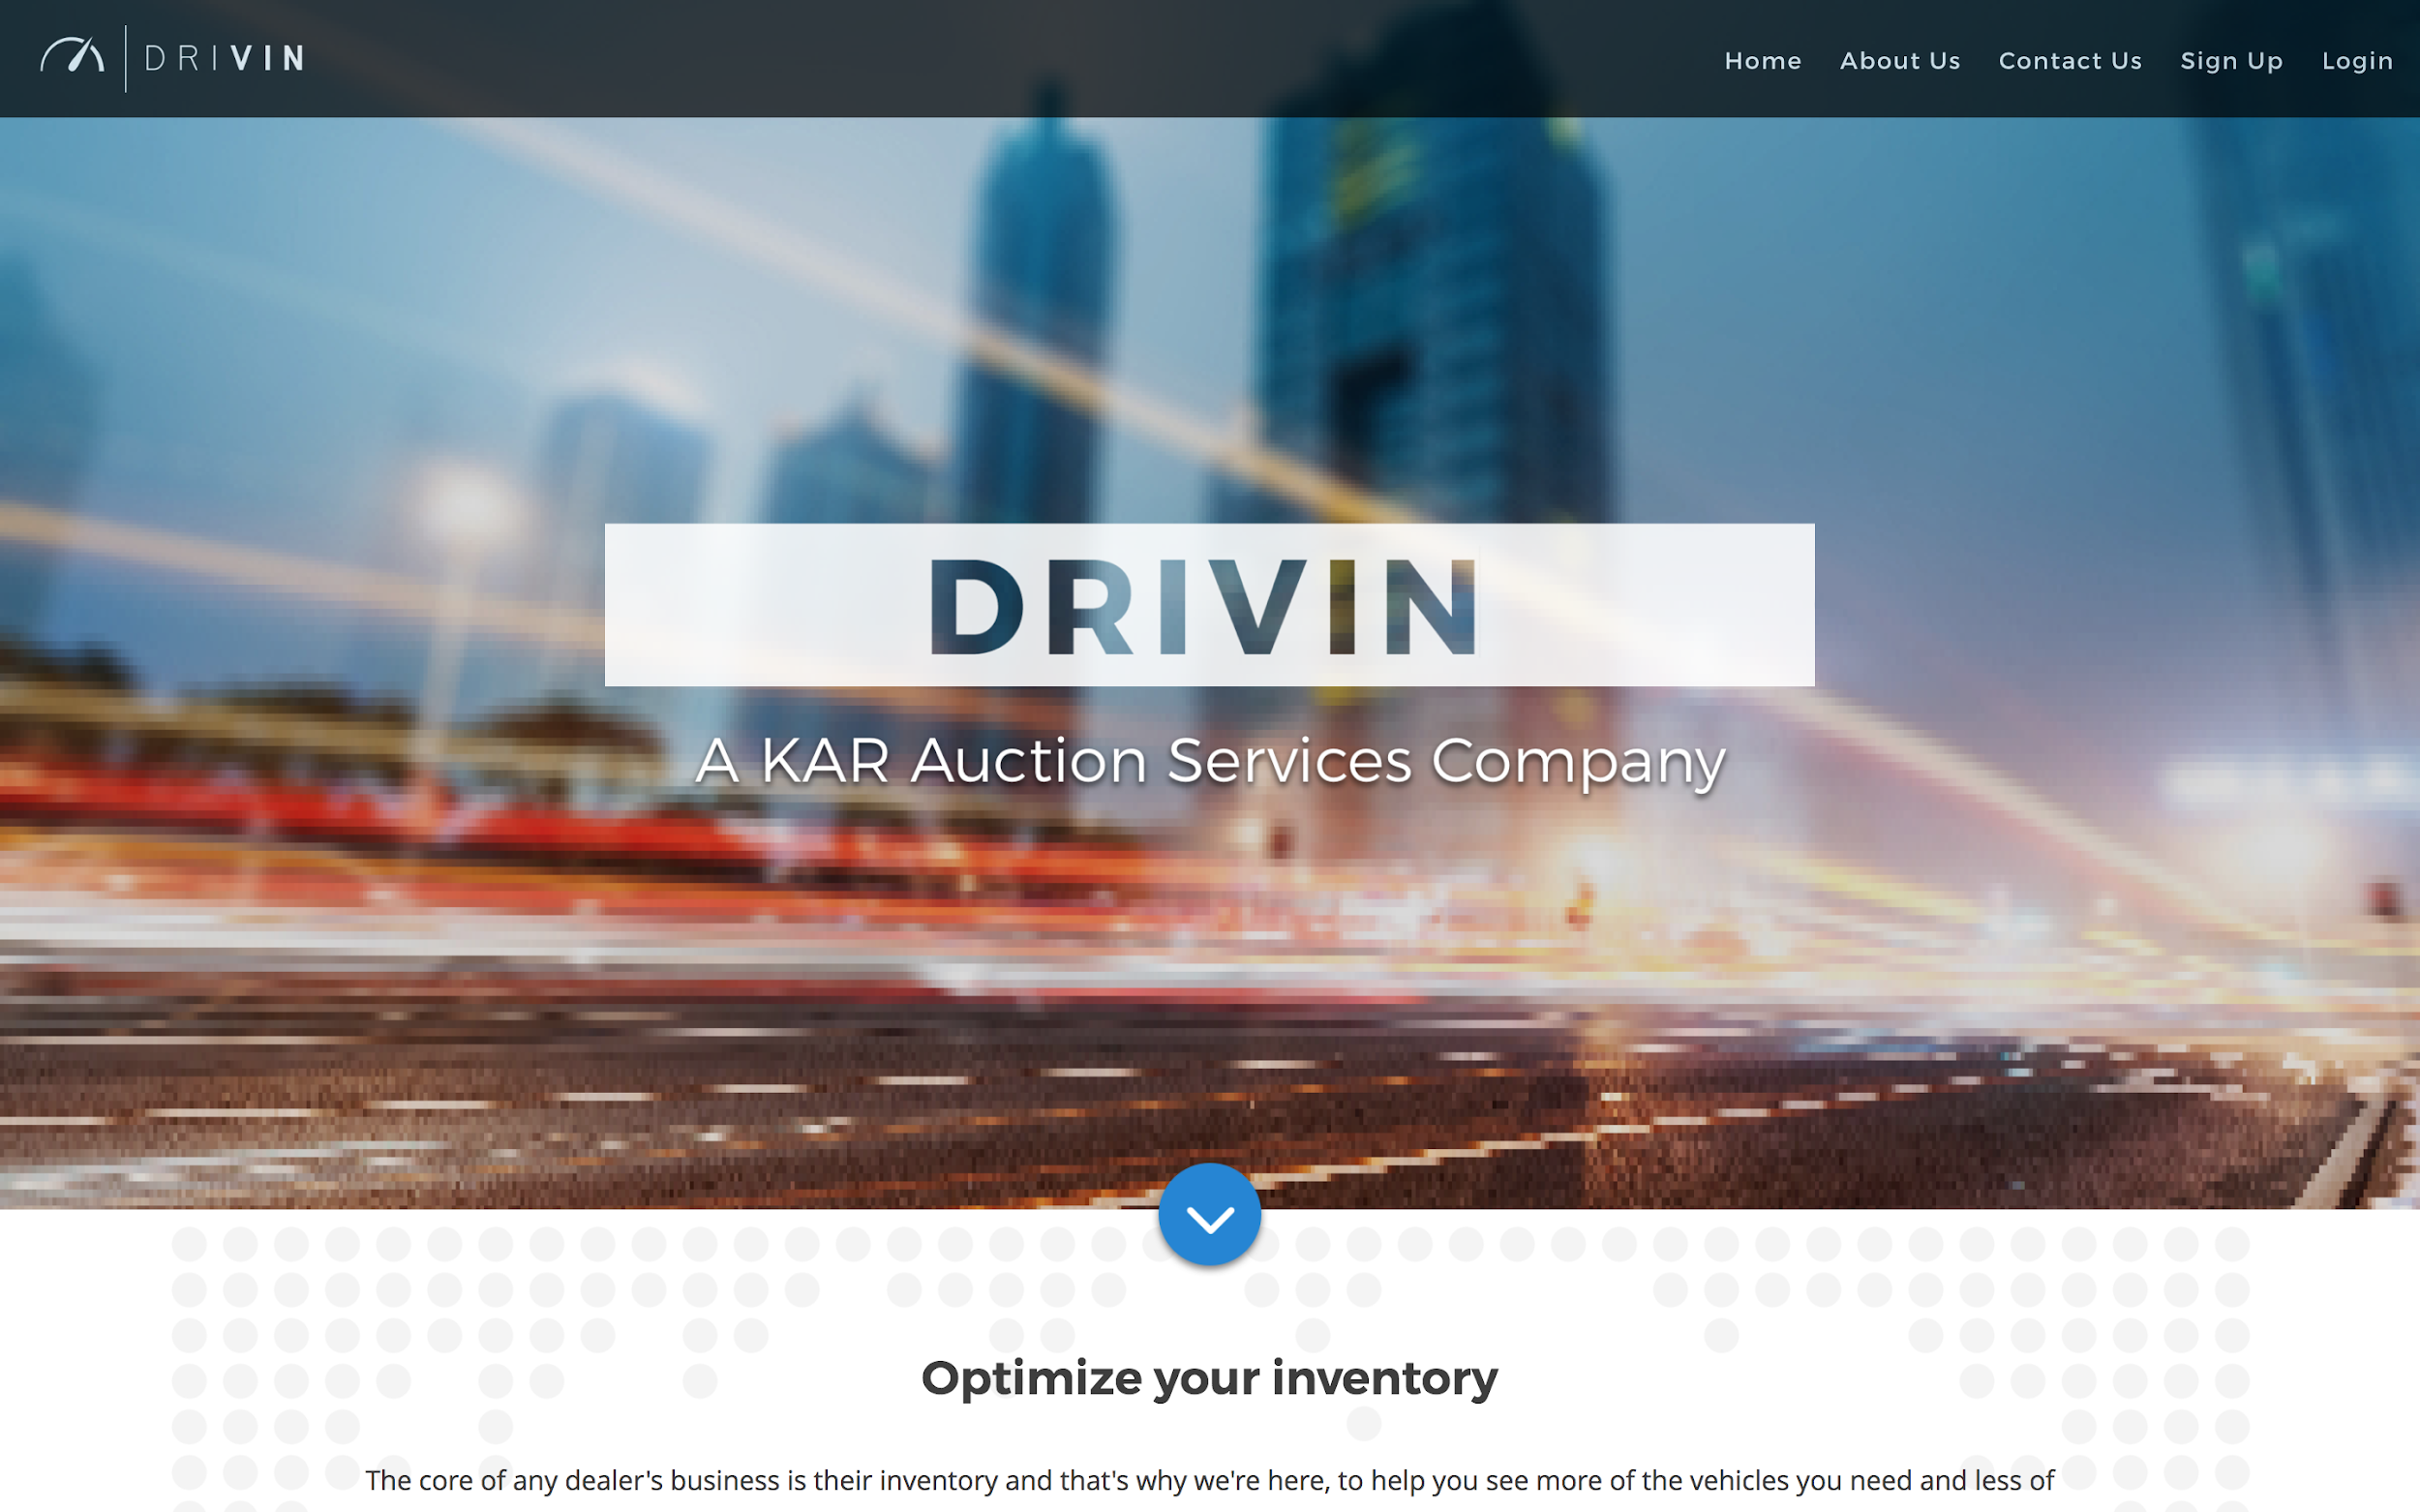 DRIVIN
Home About Us Contact Us Sign Up Login
DRIVIN
A KAR Auction Services Company
Optimize your inventory
The core of any dealer's business is their inventory and that's why we're here, to help you see more of the vehicles you need and less of